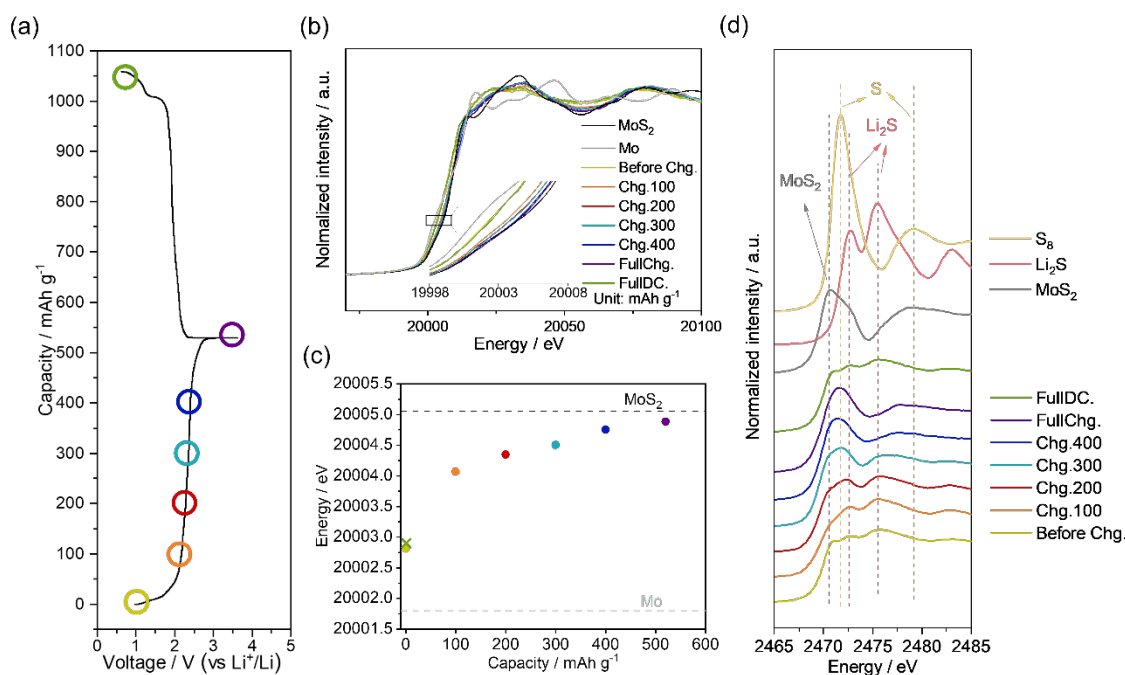 (a)
1100
1000
900
800
700
600
500
400
300
200
100
0
Capacity / mAh g⁻¹
0 1 2 3 4 5
Voltage / V (vs Li⁺/Li)
(b)
Nolmalized intensity / a.u.
MoS₂
Mo
Before Chg.
Chg.100
Chg.200
Chg.300
Chg.400
FullChg.
FullDC.
Unit: mAh g⁻¹
19998 20003 20008
20000 20050 20100
Energy / eV
(c)
20005.5
20005.0
20004.5
20004.0
20003.5
20003.0
20002.5
20002.0
20001.5
Energy / eV
MoS₂
Mo
0 100 200 300 400 500 600
Capacity / mAh g⁻¹
(d)
Normalized intensity / a.u.
S
Li₂S
MoS₂
S₈
Li₂S
MoS₂
FullDC.
FullChg.
Chg.400
Chg.300
Chg.200
Chg.100
Before Chg.
2465 2470 2475 2480 2485
Energy / eV